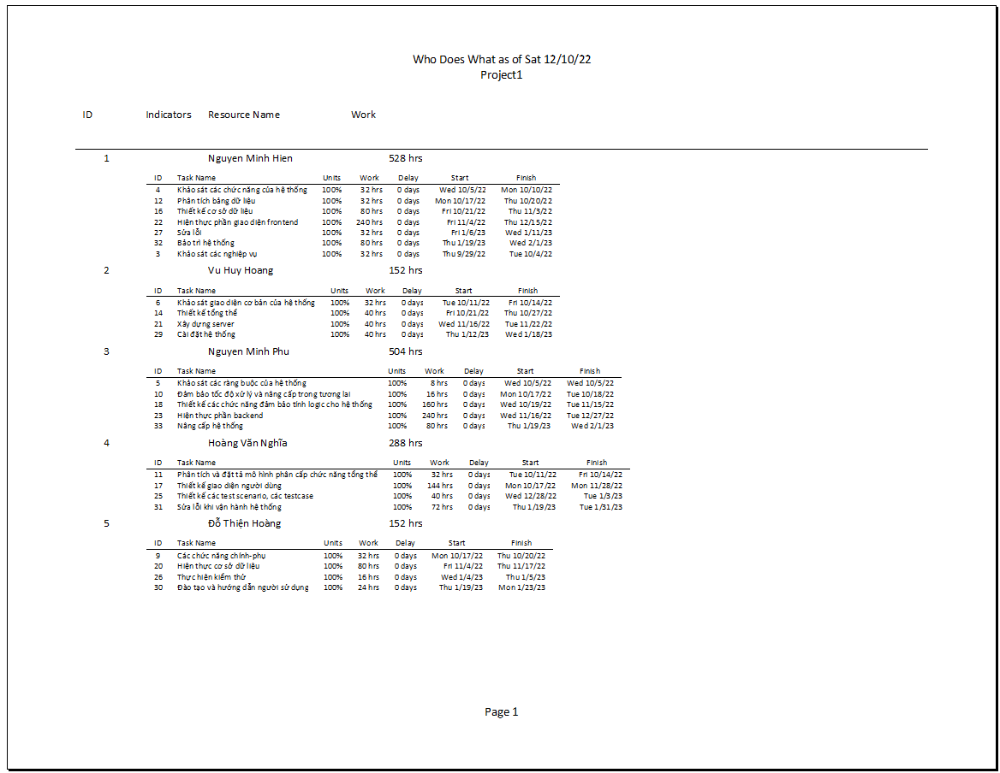 Who Does What as of Sat 12/10/22
Project1
ID Indicators Resource Name Work
1 Nguyen Minh Hien 528 hrs
ID Task Name Units Work Delay Start Finish
4 Khảo sát các chức năng của hệ thống 100% 32 hrs 0 days Wed 10/5/22 Mon 10/10/22
12 Phân tích bảng dữ liệu 100% 32 hrs 0 days Mon 10/17/22 Thu 10/20/22
16 Thiết kế cơ sở dữ liệu 100% 80 hrs 0 days Fri 10/21/22 Thu 11/3/22
22 Hiện thực phần giao diện frontend 100% 240 hrs 0 days Fri 11/4/22 Thu 12/15/22
27 Sửa lỗi 100% 32 hrs 0 days Fri 1/6/23 Wed 1/11/23
32 Bảo trì hệ thống 100% 80 hrs 0 days Thu 1/19/23 Wed 2/1/23
3 Khảo sát các nghiệp vụ 100% 32 hrs 0 days Thu 9/29/22 Tue 10/4/22
2 Vu Huy Hoang 152 hrs
ID Task Name Units Work Delay Start Finish
6 Khảo sát giao diện cơ bản của hệ thống 100% 32 hrs 0 days Tue 10/11/22 Fri 10/14/22
14 Thiết kế tổng thể 100% 40 hrs 0 days Fri 10/21/22 Thu 10/27/22
21 Xây dựng server 100% 40 hrs 0 days Wed 11/16/22 Tue 11/22/22
29 Cài đặt hệ thống 100% 40 hrs 0 days Thu 1/12/23 Wed 1/18/23
3 Nguyen Minh Phu 504 hrs
ID Task Name Units Work Delay Start Finish
5 Khảo sát các ràng buộc của hệ thống 100% 8 hrs 0 days Wed 10/5/22 Wed 10/5/22
10 Đảm bảo tốc độ xử lý và nâng cấp trong tương lai 100% 16 hrs 0 days Mon 10/17/22 Tue 10/18/22
18 Thiết kế các chức năng đảm bảo tính logic cho hệ thống 100% 160 hrs 0 days Wed 10/19/22 Tue 11/15/22
23 Hiện thực phần backend 100% 240 hrs 0 days Wed 11/16/22 Tue 12/27/22
33 Nâng cấp hệ thống 100% 80 hrs 0 days Thu 1/19/23 Wed 2/1/23
4 Hoàng Văn Nghĩa 288 hrs
ID Task Name Units Work Delay Start Finish
11 Phân tích và đặt tả mô hình phân cấp chức năng tổng thể 100% 32 hrs 0 days Tue 10/11/22 Fri 10/14/22
17 Thiết kế giao diện người dùng 100% 144 hrs 0 days Mon 10/17/22 Mon 11/28/22
25 Thiết kế các test scenario, các testcase 100% 40 hrs 0 days Wed 12/28/22 Tue 1/3/23
31 Sửa lỗi khi vận hành hệ thống 100% 72 hrs 0 days Thu 1/19/23 Tue 1/31/23
5 Đỗ Thiện Hoàng 152 hrs
ID Task Name Units Work Delay Start Finish
9 Các chức năng chính-phụ 100% 32 hrs 0 days Mon 10/17/22 Thu 10/20/22
20 Hiện thực cơ sở dữ liệu 100% 80 hrs 0 days Fri 11/4/22 Thu 11/17/22
26 Thực hiện kiểm thử 100% 16 hrs 0 days Wed 1/4/23 Thu 1/5/23
30 Đào tạo và hướng dẫn người sử dụng 100% 24 hrs 0 days Thu 1/19/23 Mon 1/23/23
Page 1